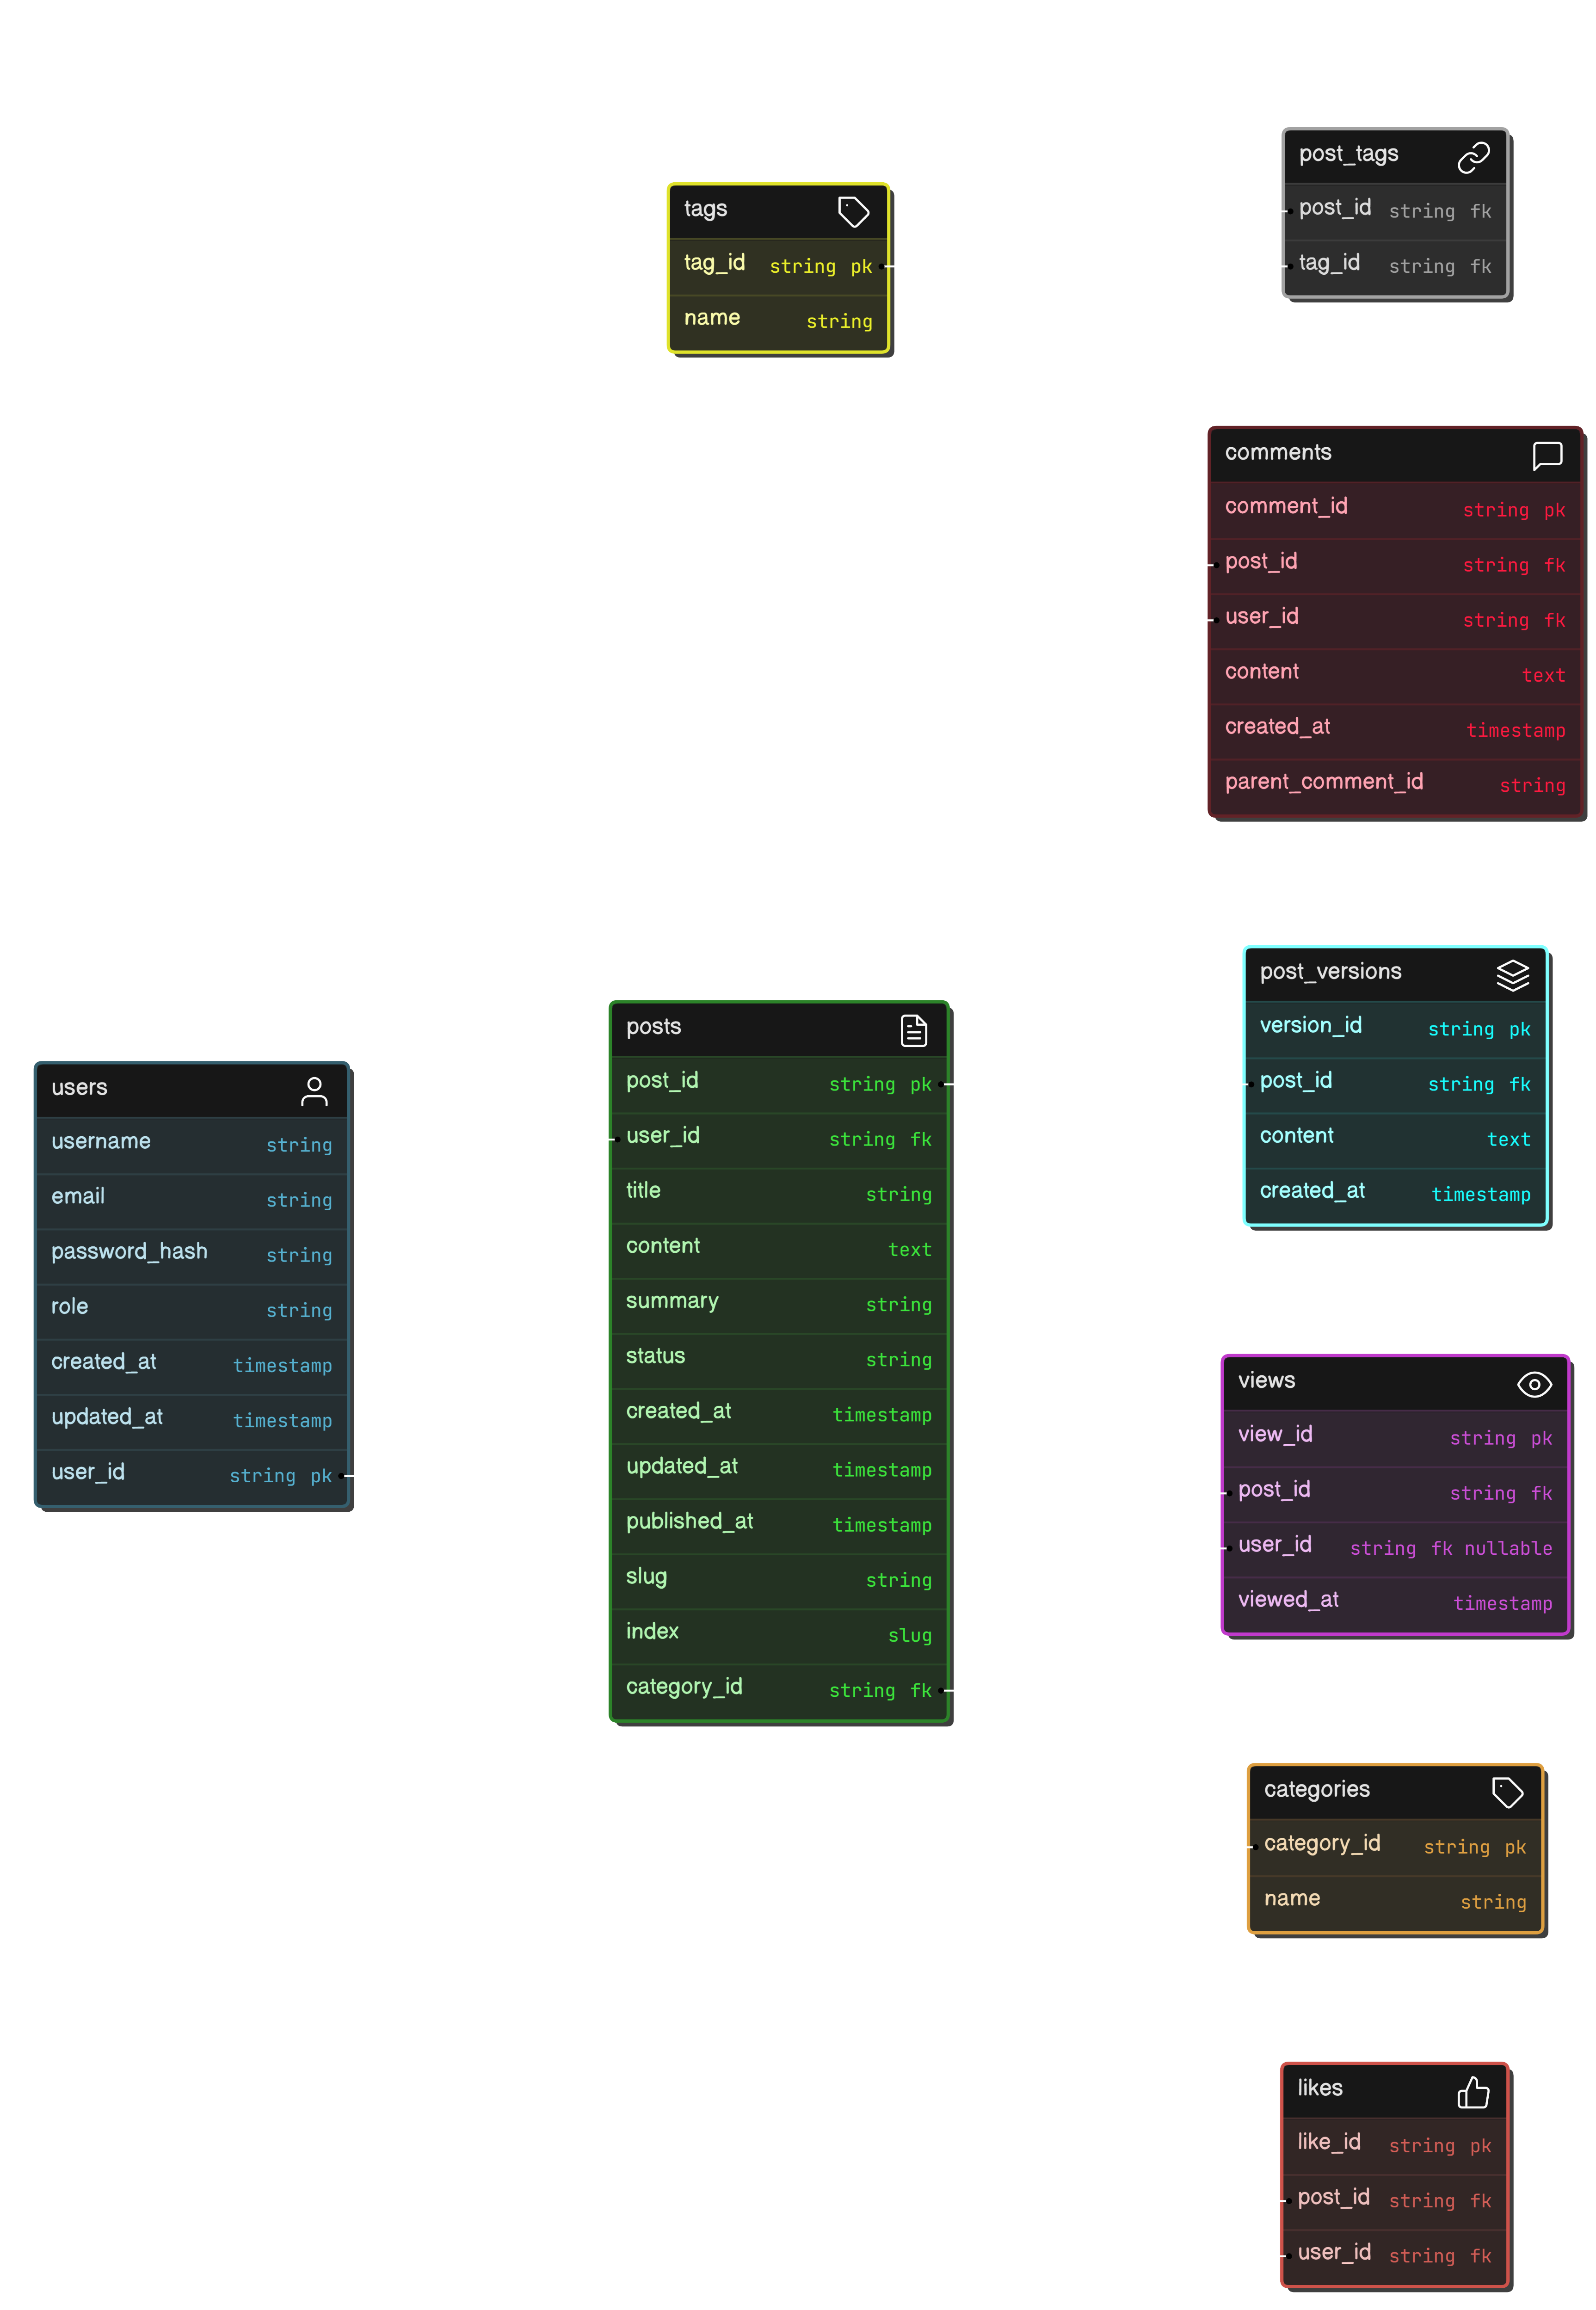 post_tags
post_id string fk
tag_id string fk
tags
tag_id string pk
name string
comments
comment_id string pk
post_id string fk
user_id string fk
content text
created_at timestamp
parent_comment_id string
post_versions
version_id string pk
post_id string fk
content text
created_at timestamp
posts
post_id string pk
user_id string fk
title string
content text
summary string
status string
created_at timestamp
updated_at timestamp
published_at timestamp
slug string
index slug
category_id string fk
users
username string
email string
password_hash string
role string
created_at timestamp
updated_at timestamp
user_id string pk
views
view_id string pk
post_id string fk
user_id string fk nullable
viewed_at timestamp
categories
category_id string pk
name string
likes
like_id string pk
post_id string fk
user_id string fk